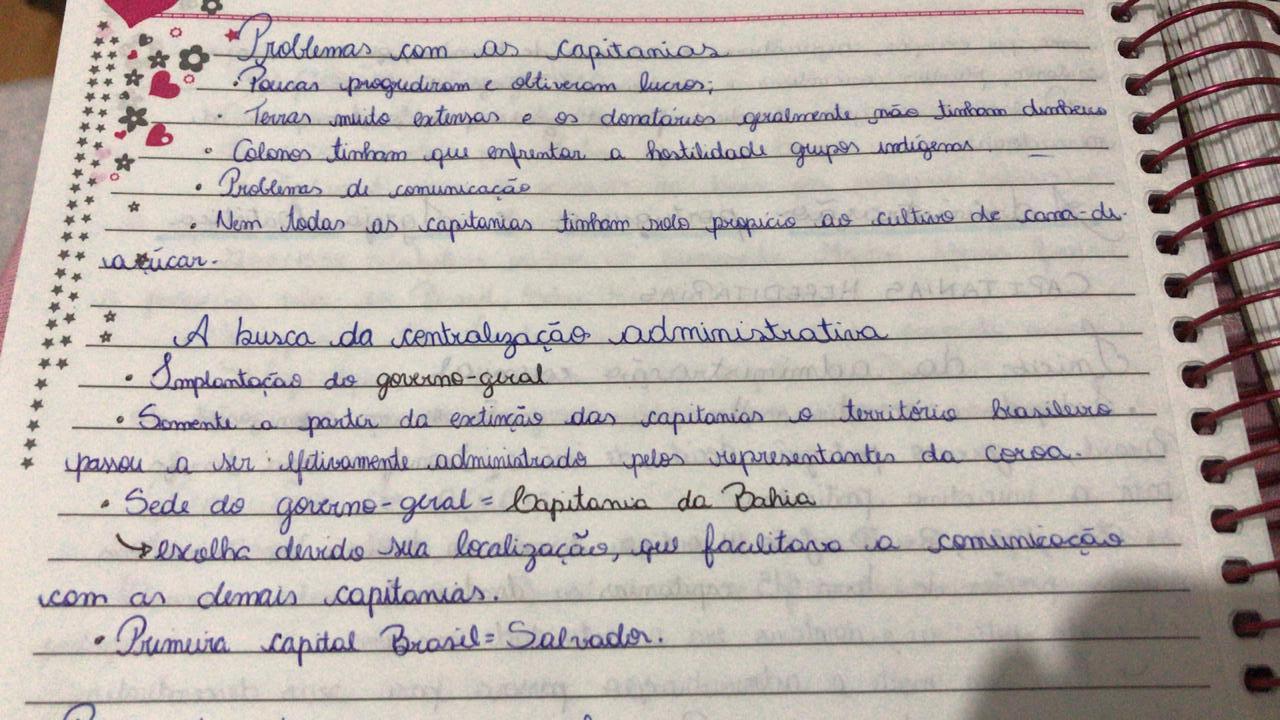 Problemas com as capitanias
• Poucas progrediram e obtiveram lucros;
• Terras muito extensas e os donatários geralmente não tinham dinheiro
• Colonos tinham que enfrentar a hostilidade grupos indígenas.
• Problemas de comunicação
• Nem todas as capitanias tinham solo propício ao cultivo de cana-de-
açúcar.
A busca da centralização administrativa
• Implantação do governo-geral
• Somente a partir da extinção das capitanias o território brasileiro
passou a ser efetivamente administrado pelos representantes da coroa.
• Sede do governo-geral = Capitania da Bahia
↳ escolha devido sua localização, que facilitava a comunicação
com as demais capitanias.
• Primeira capital Brasil = Salvador.